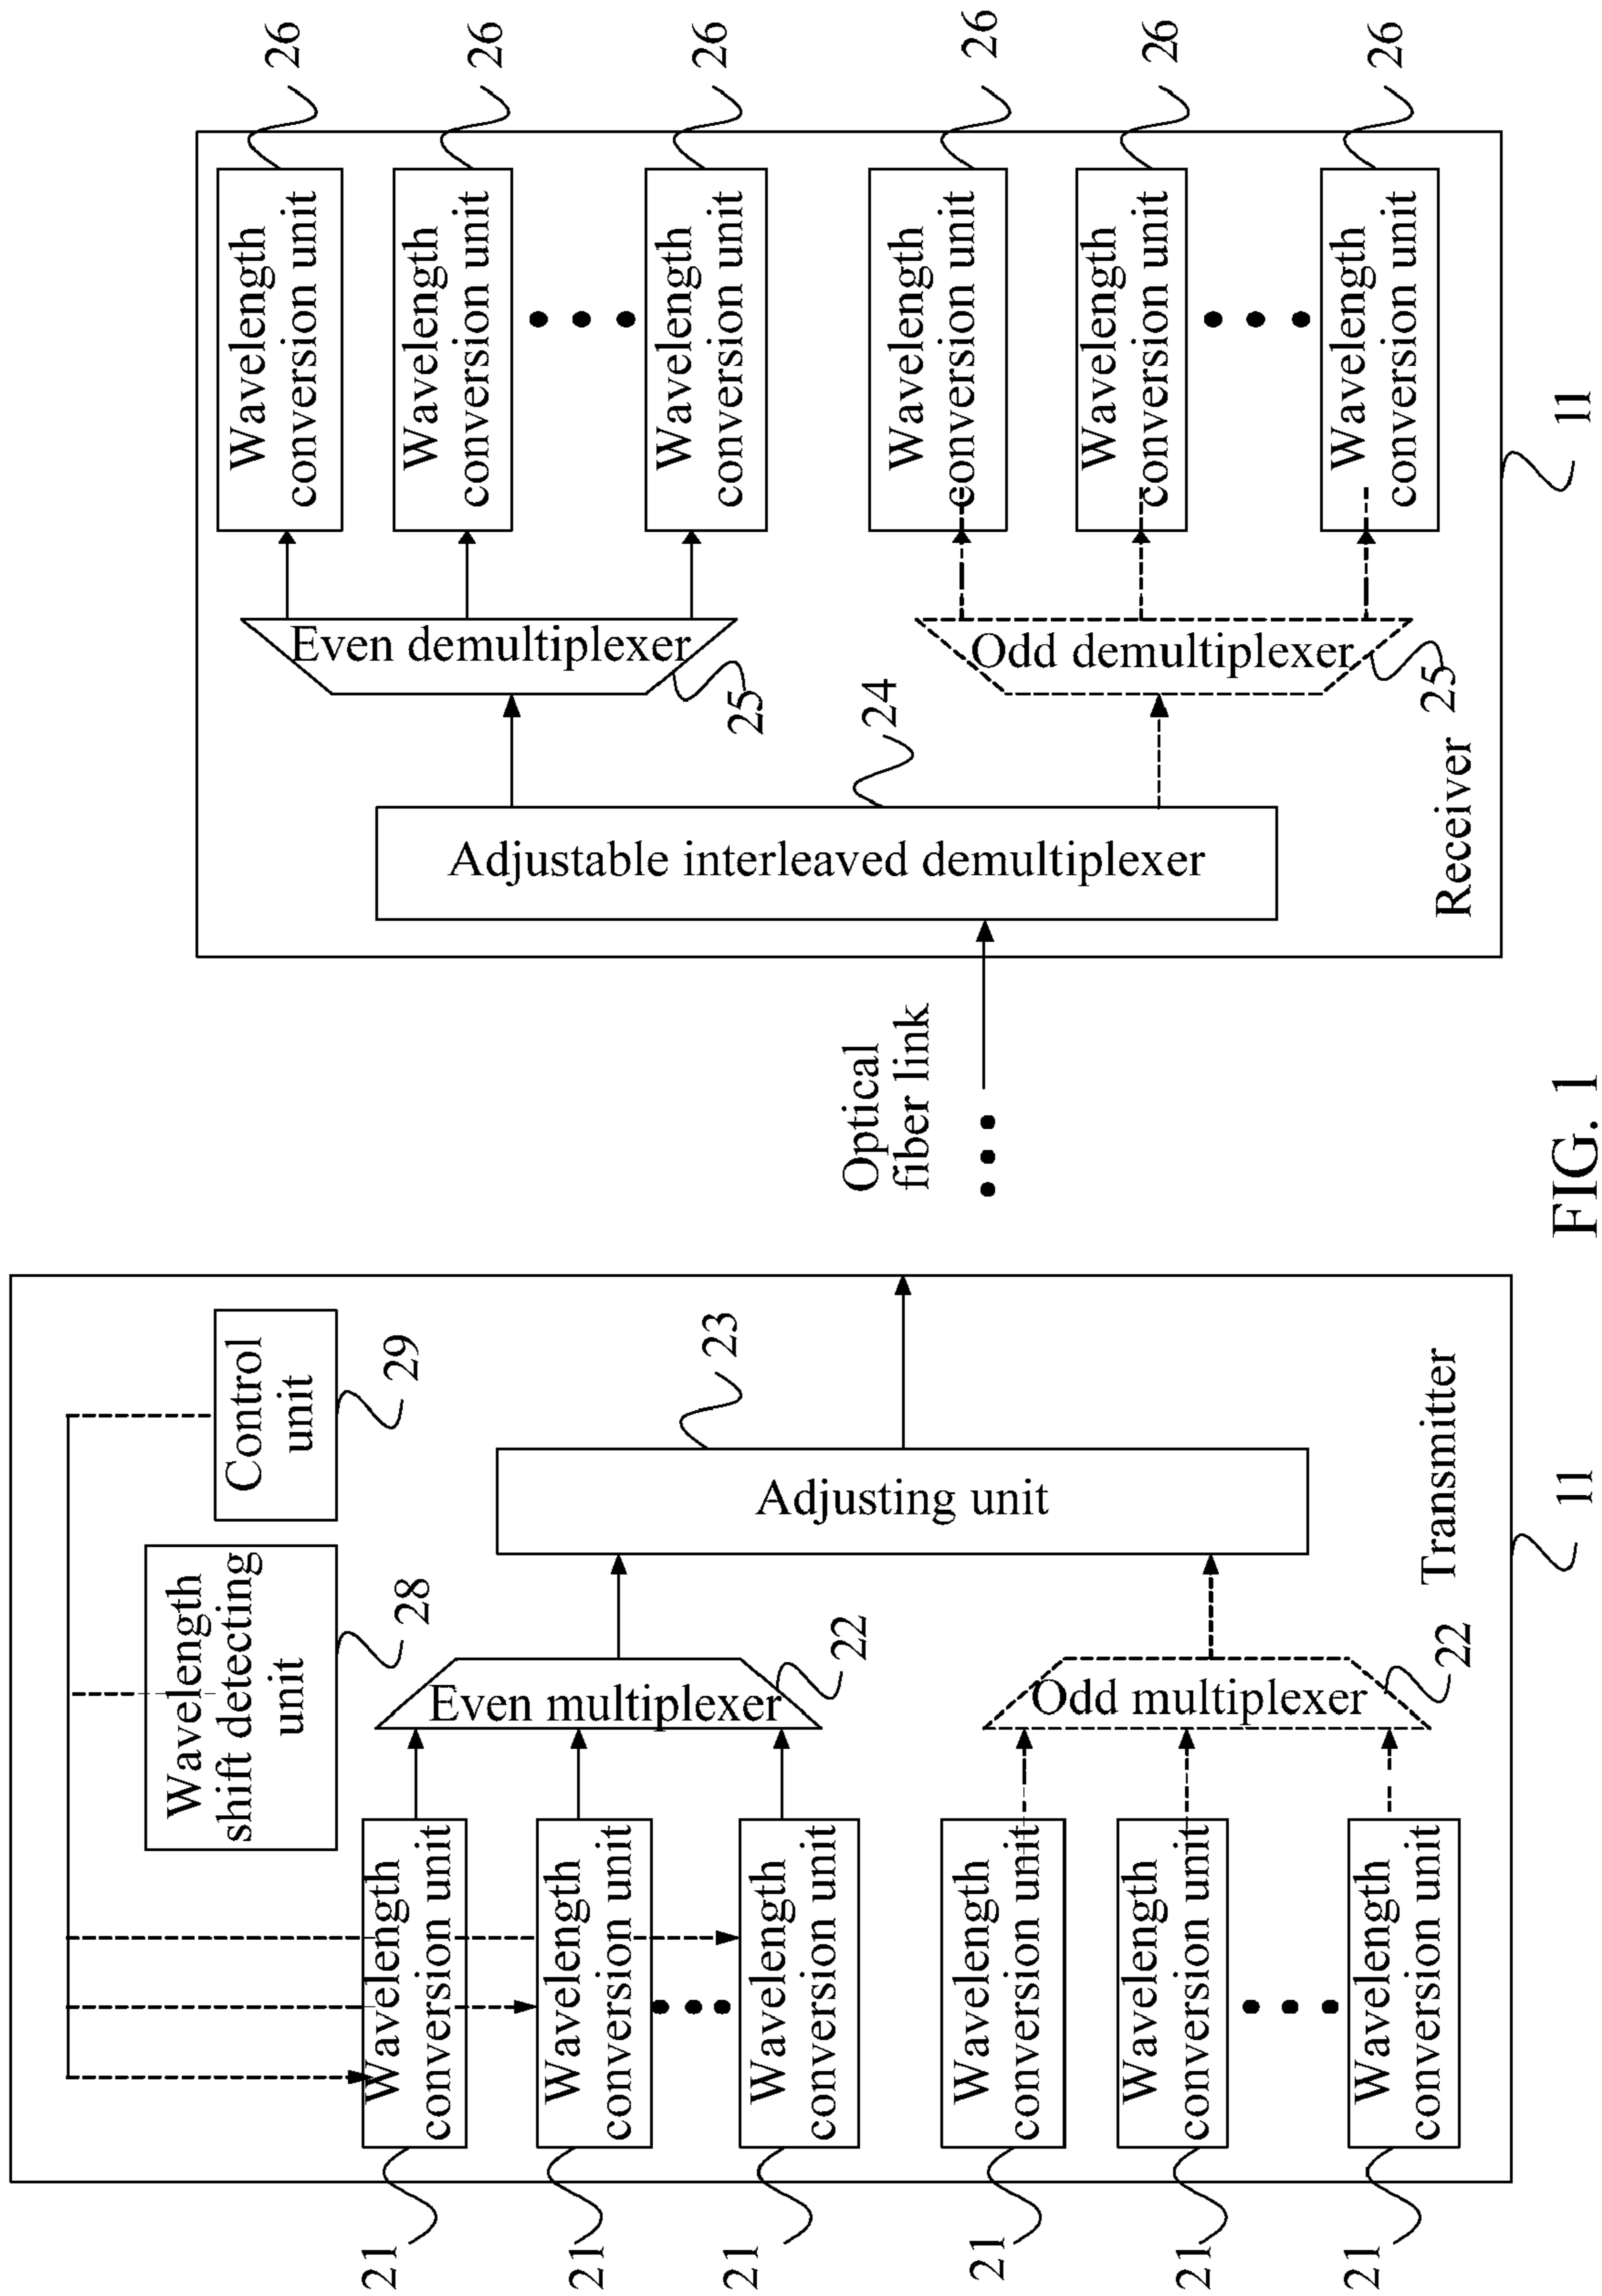 Wavelength
shift detecting
unit
28
Control
unit
29
21
Wavelength
conversion unit
21
Wavelength
conversion unit
21
Wavelength
conversion unit
Even multiplexer
22
21
Wavelength
conversion unit
21
Wavelength
conversion unit
21
Wavelength
conversion unit
Odd multiplexer
22
Adjusting unit
23
Transmitter
11
Optical
fiber link
Adjustable interleaved demultiplexer
24
Even demultiplexer
25
Wavelength
conversion unit
26
Wavelength
conversion unit
26
Wavelength
conversion unit
26
Odd demultiplexer
25
Wavelength
conversion unit
26
Wavelength
conversion unit
26
Wavelength
conversion unit
26
Receiver
11
FIG. 1